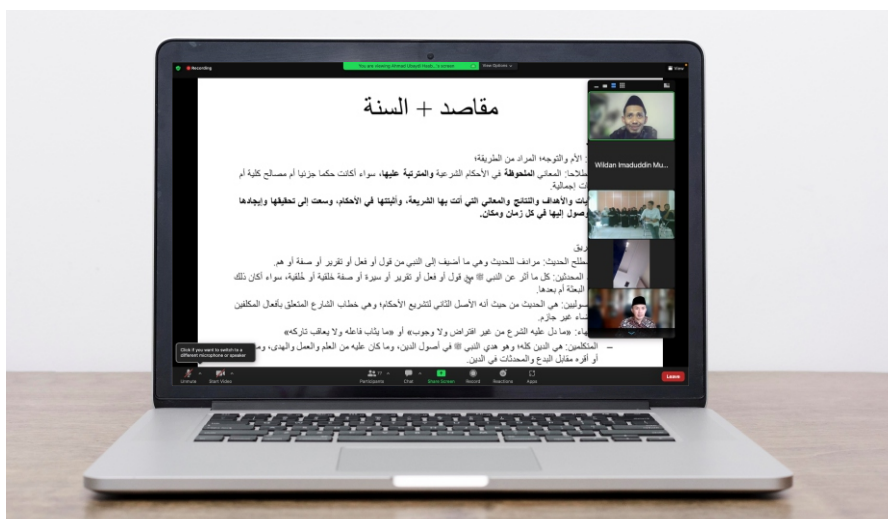 Recording
You are viewing Ahmad Ubaydi Hasb... 's screen
View Options
View
مقاصد + السنة
: الأم والتوجه؛ المراد من الطريقة؛
طلاحا: المعاني الملحوظة في الأحكام الشرعية والمترتبة عليها، سواء أكانت حكما جزئيا أم مصالح كلية أم
ات إجمالية.
يات والأهداف والنتائج والمعاني التي أتت بها الشريعة، وأثبتتها في الأحكام، وسعت إلى تحقيقها وإيجادها
وصول إليها في كل زمان ومكان.
ريق
طلح الحديث: مرادف للحديث وهي ما أضيف إلى النبي من قول أو فعل أو تقرير أو صفة أو هم.
المحدثين: كل ما أثر عن النبي ﷺ من قول أو فعل أو تقرير أو سيرة أو صفة خلقية أو خُلقية، سواء أكان ذلك
البعثة أم بعدها.
سوليين: هي الحديث من حيث أنه الأصل الثاني لتشريع الأحكام؛ وهي خطاب الشارع المتعلق بأفعال المكلفين
ضاء غير جازم.
هاء: «ما دل عليه الشرع من غير افتراض ولا وجوب» أو «ما يثاب فاعله ولا يعاقب تاركه»
– المتكلمين: هي الدين كله؛ وهو هدي النبي ﷺ في أصول الدين، وما كان عليه من العلم والعمل والهدى،
أو أقره مقابل البدع والمحدثات في الدين.
Wildan Imaduddin Mu...
Click if you want to switch to a
different microphone or speaker
Unmute
Start Video
Participants
17
Chat
Share Screen
Record
Reactions
Apps
Leave